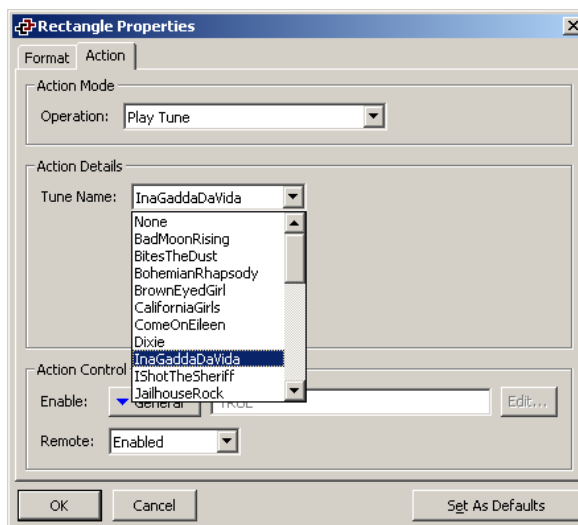 Rectangle Properties
Format Action
Action Mode
Operation: Play Tune
Action Details
Tune Name: InaGaddaDaVida
None
BadMoonRising
BitesTheDust
BohemianRhapsody
BrownEyedGirl
CaliforniaGirls
ComeOnEileen
Dixie
InaGaddaDaVida
IShotTheSheriff
JailhouseRock
Action Control
Enable: General TRUE Edit...
Remote: Enabled
OK Cancel Set As Defaults